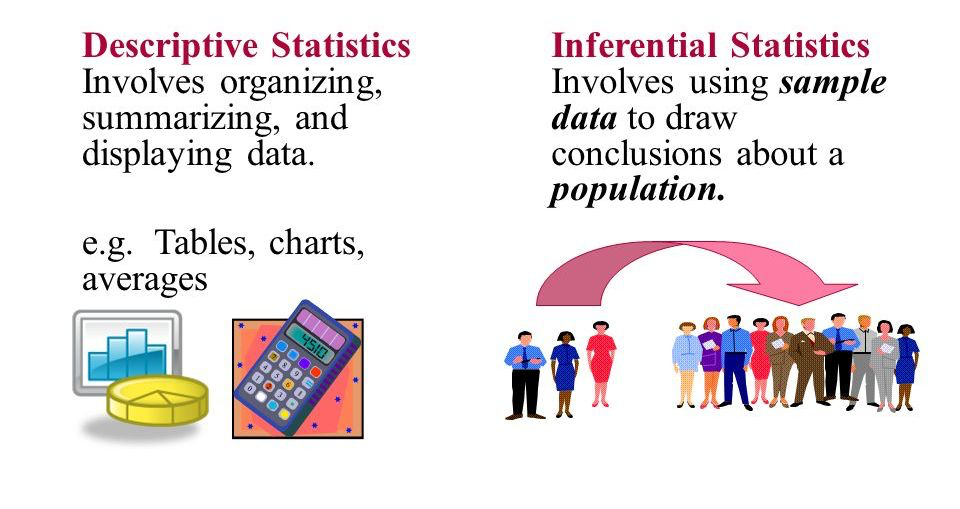 Descriptive Statistics
Involves organizing,
summarizing, and
displaying data.
e.g. Tables, charts,
averages
Inferential Statistics
Involves using sample
data to draw
conclusions about a
population.
4510